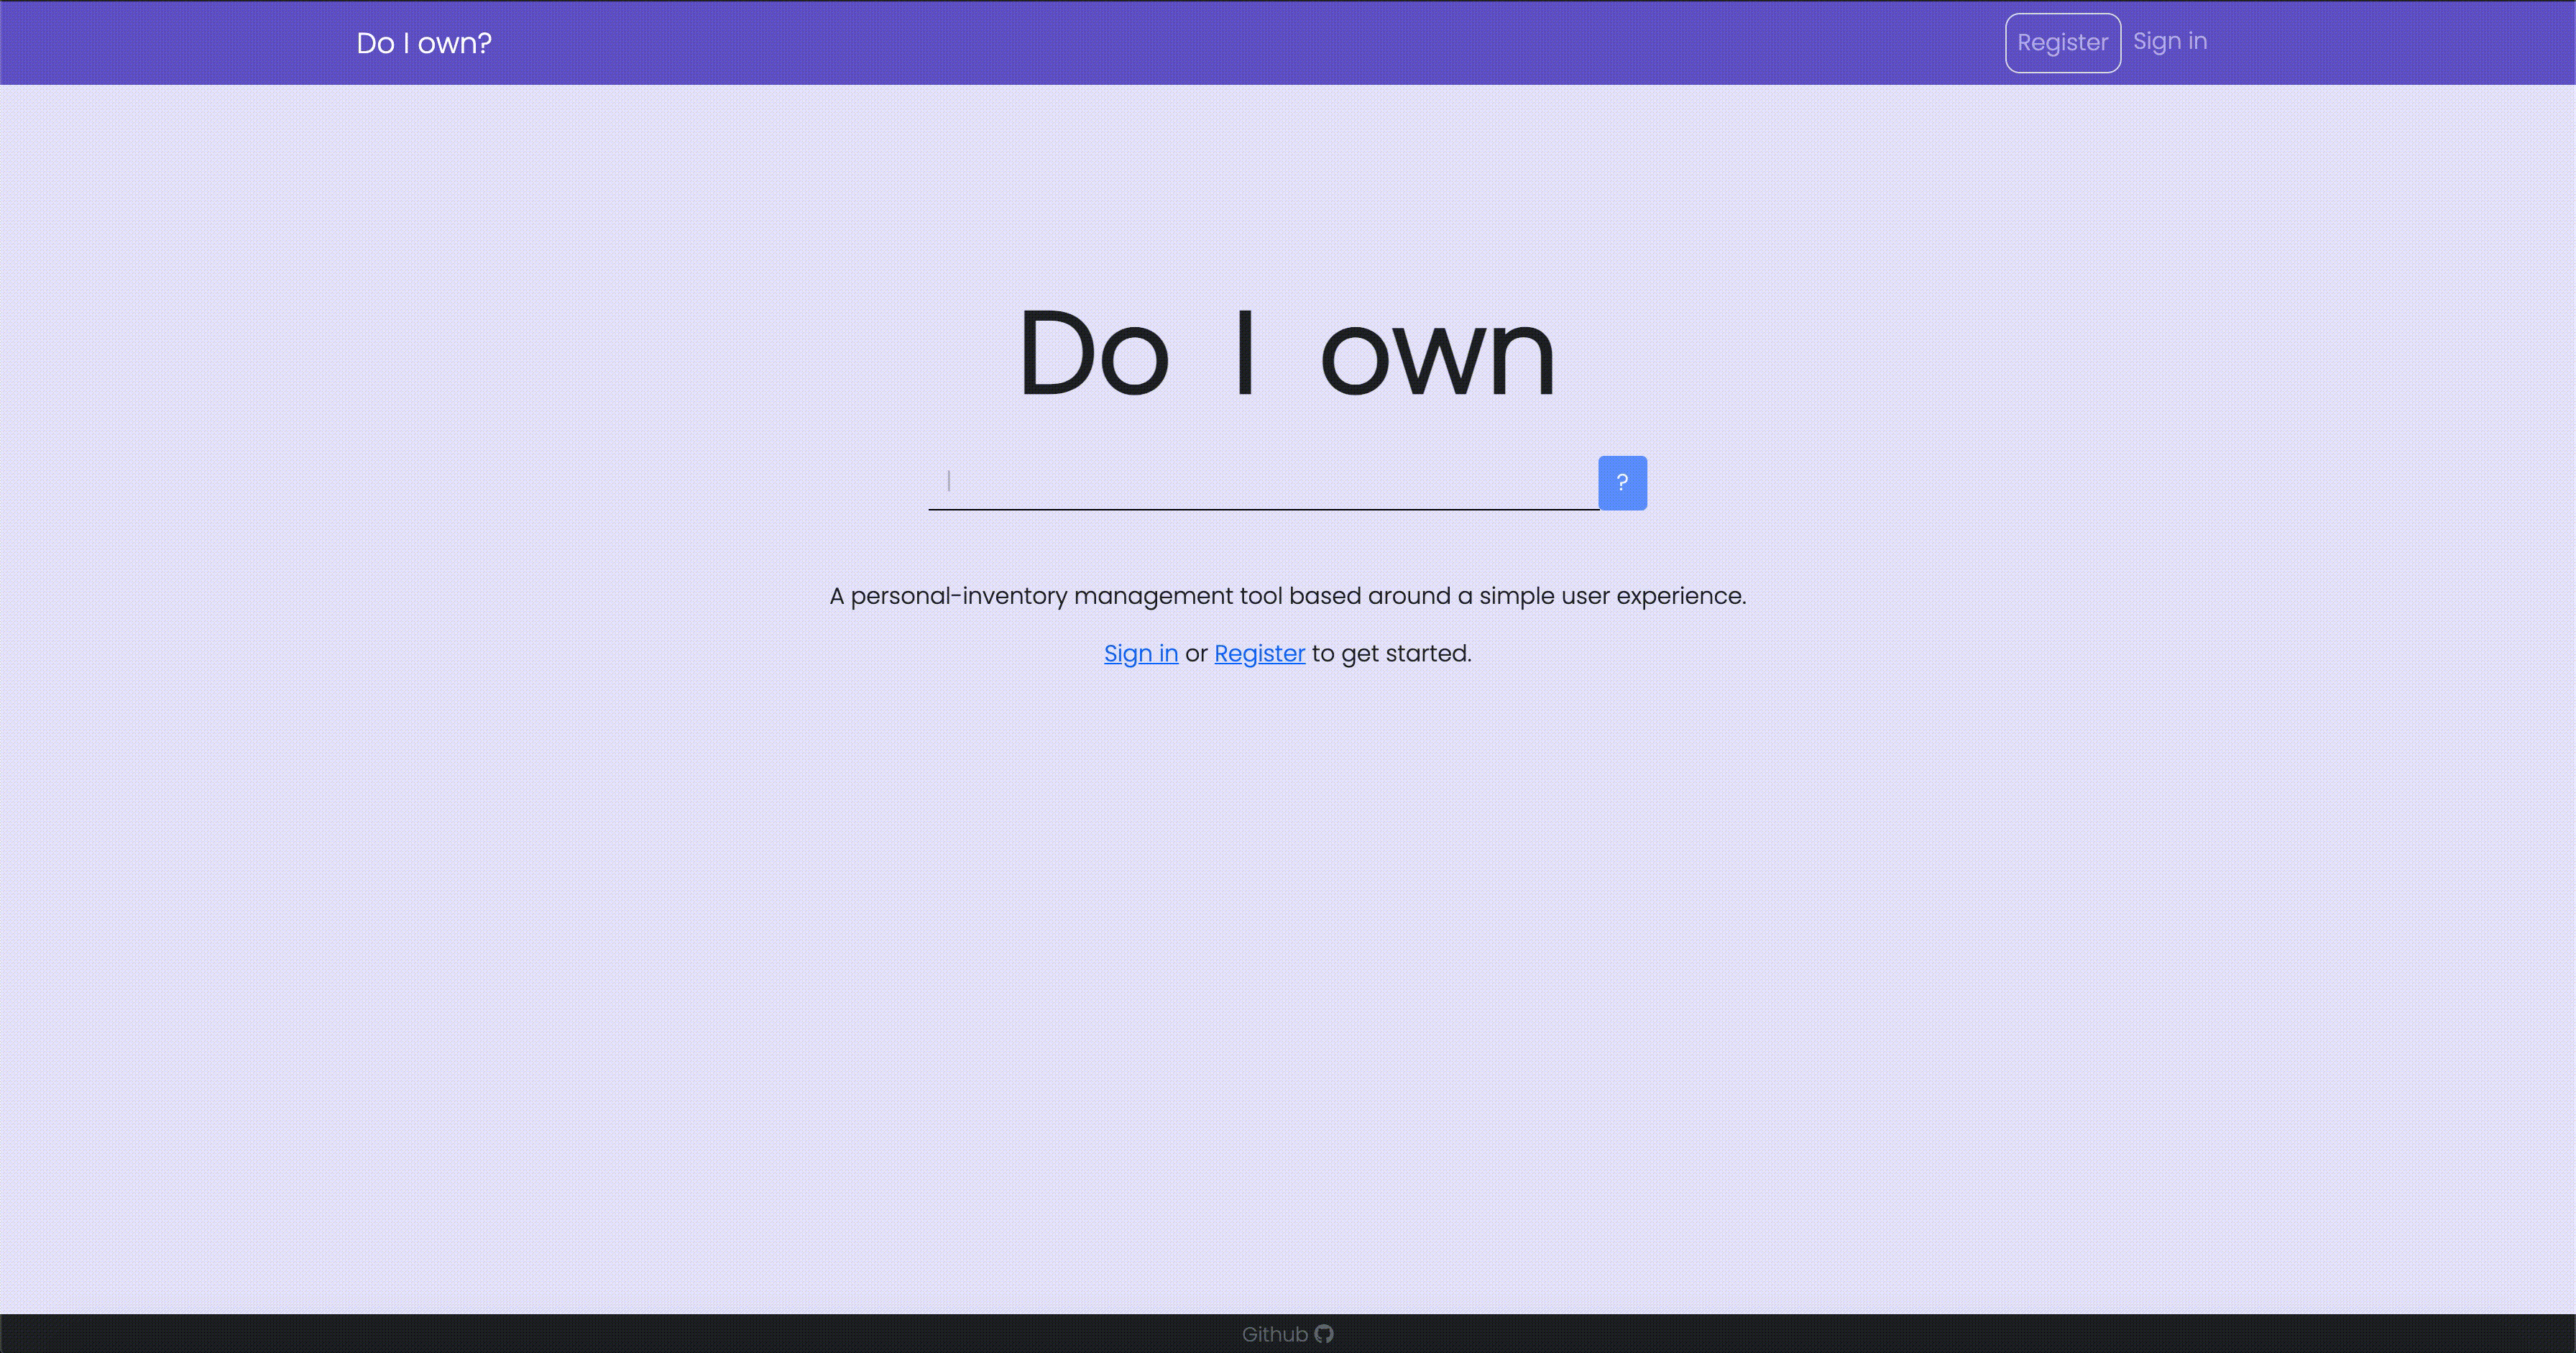 Do I own?
Register Sign in
Do I own
?
A personal-inventory management tool based around a simple user experience.
Sign in or Register to get started.
Github